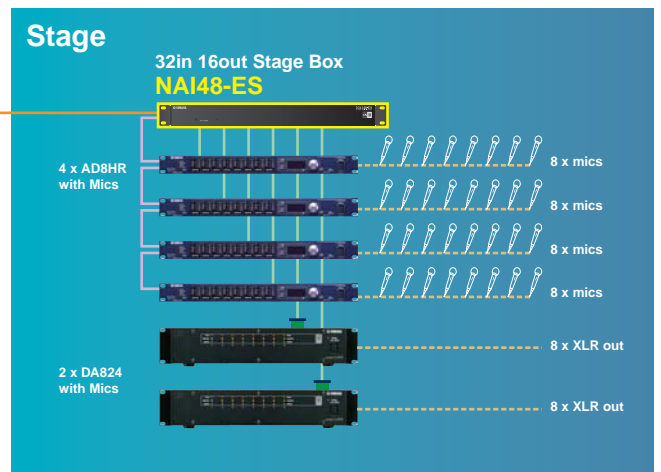 Stage
32in 16out Stage Box
NAI48-ES
YAMAHA
4 x AD8HR
with Mics
8 x mics
8 x mics
8 x mics
8 x mics
2 x DA824
with Mics
8 x XLR out
8 x XLR out